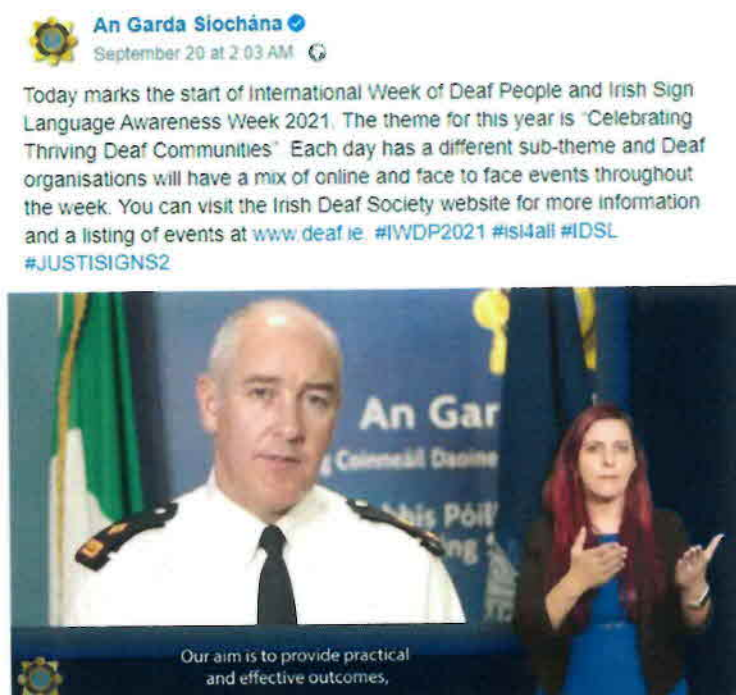 An Garda Síochána
September 20 at 2:03 AM
Today marks the start of International Week of Deaf People and Irish Sign
Language Awareness Week 2021. The theme for this year is "Celebrating
Thriving Deaf Communities" Each day has a different sub-theme and Deaf
organisations will have a mix of online and face to face events throughout
the week. You can visit the Irish Deaf Society website for more information
and a listing of events at www.deaf.ie. #IWDP2021 #isl4all #IDSL
#JUSTISIGNS2
An Gar
Coinneáil Daoine
Póil
Our aim is to provide practical
and effective outcomes,